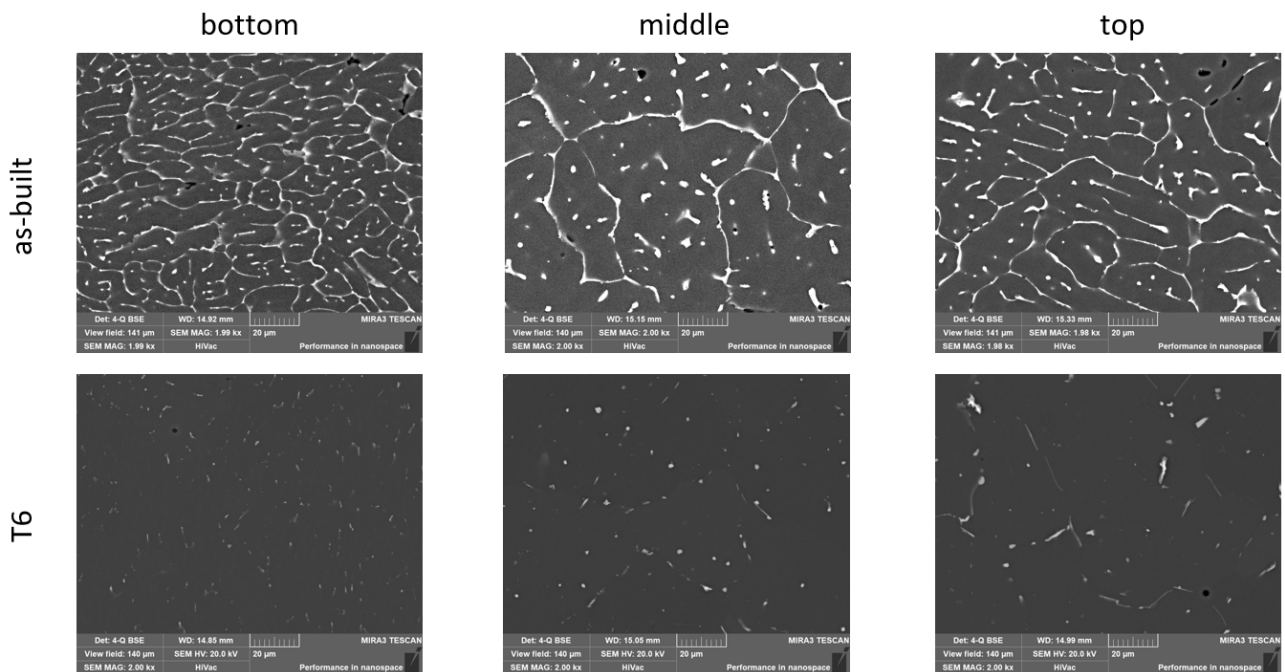 bottom
middle
top
as-built
Det: 4-Q BSE WD: 14.92 mm MIRA3 TESCAN
View field: 141 µm SEM MAG: 1.99 kx 20 µm
SEM MAG: 1.99 kx HiVac Performance in nanospace
Det: 4-Q BSE WD: 15.15 mm MIRA3 TESCAN
View field: 140 µm SEM MAG: 2.00 kx 20 µm
SEM MAG: 2.00 kx HiVac Performance in nanospace
Det: 4-Q BSE WD: 15.33 mm MIRA3 TESCAN
View field: 141 µm SEM MAG: 1.98 kx 20 µm
SEM MAG: 1.98 kx HiVac Performance in nanospace
T6
Det: 4-Q BSE WD: 14.85 mm MIRA3 TESCAN
View field: 140 µm SEM HV: 20.0 kV 20 µm
SEM MAG: 2.00 kx HiVac Performance in nanospace
Det: 4-Q BSE WD: 15.05 mm MIRA3 TESCAN
View field: 140 µm SEM HV: 20.0 kV 20 µm
SEM MAG: 2.00 kx HiVac Performance in nanospace
Det: 4-Q BSE WD: 14.99 mm MIRA3 TESCAN
View field: 140 µm SEM HV: 20.0 kV 20 µm
SEM MAG: 2.00 kx HiVac Performance in nanospace